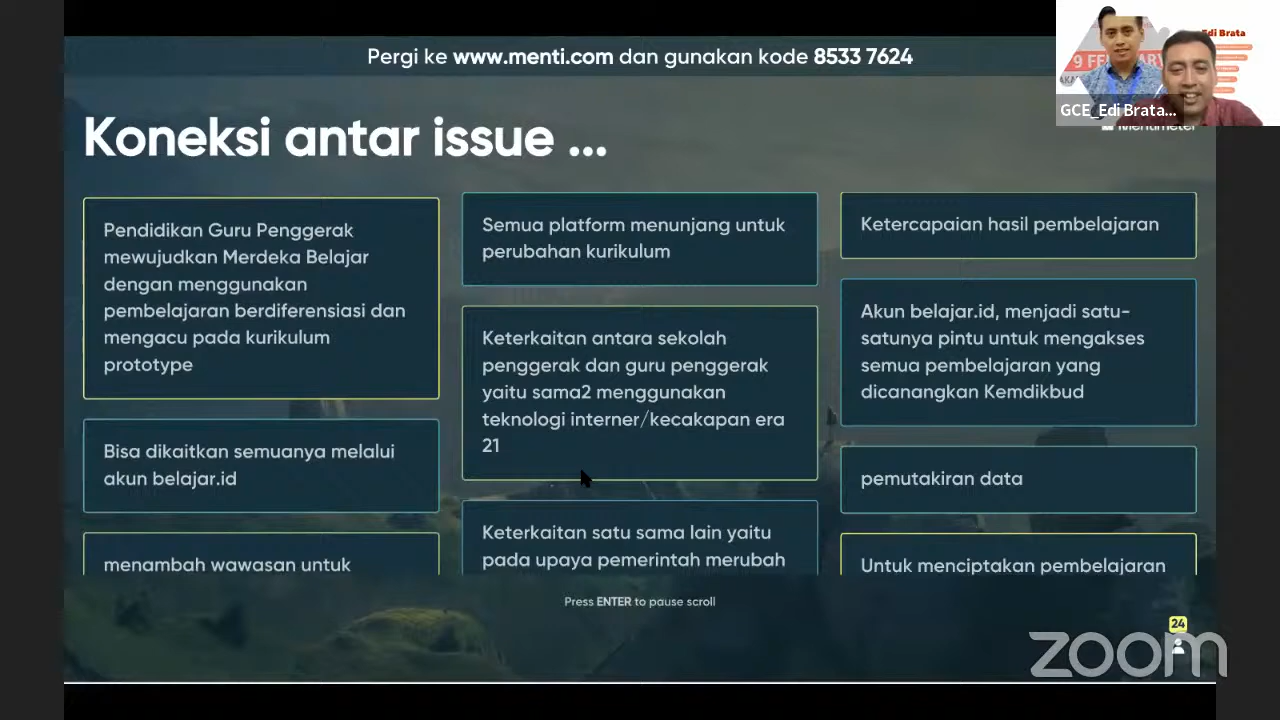 Pergi ke www.menti.com dan gunakan kode 8533 7624
Edi Brata
9 FEBRUARY
GCE_Edi Brata...
Mentimeter
Koneksi antar issue ...
Pendidikan Guru Penggerak
mewujudkan Merdeka Belajar
dengan menggunakan
pembelajaran berdiferensiasi dan
mengacu pada kurikulum
prototype
Bisa dikaitkan semuanya melalui
akun belajar.id
menambah wawasan untuk
Semua platform menunjang untuk
perubahan kurikulum
Keterkaitan antara sekolah
penggerak dan guru penggerak
yaitu sama2 menggunakan
teknologi interner/kecakapan era
21
Keterkaitan satu sama lain yaitu
pada upaya pemerintah merubah
Ketercapaian hasil pembelajaran
Akun belajar.id, menjadi satu-
satunya pintu untuk mengakses
semua pembelajaran yang
dicanangkan Kemdikbud
pemutakiran data
Untuk menciptakan pembelajaran
Press ENTER to pause scroll
24
zoom